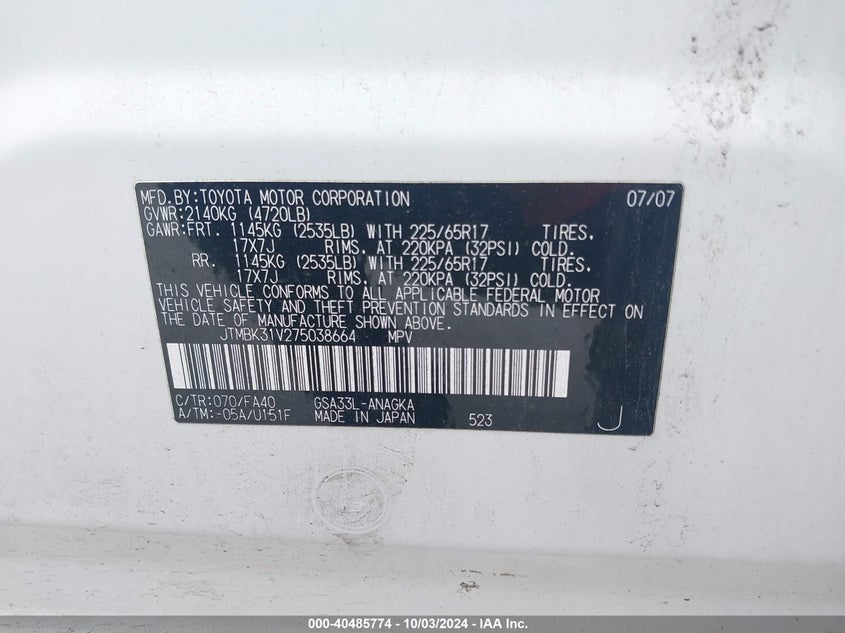 MFD.BY:TOYOTA MOTOR CORPORATION 07/07
GVWR:2140KG (4720LB)
GAWR:FRT. 1145KG (2535LB) WITH 225/65R17 TIRES,
17X7J RIMS, AT 220KPA (32PSI) COLD.
RR. 1145KG (2535LB) WITH 225/65R17 TIRES,
17X7J RIMS, AT 220KPA (32PSI) COLD.
THIS VEHICLE CONFORMS TO ALL APPLICABLE FEDERAL MOTOR
VEHICLE SAFETY AND THEFT PREVENTION STANDARDS IN EFFECT ON
THE DATE OF MANUFACTURE SHOWN ABOVE.
JTMBK31V275038664 MPV
C/TR:070/FA40 GSA33L-ANAGKA
A/TM:-05A/U151F MADE IN JAPAN 523 J
000-40485774 - 10/03/2024 - IAA Inc.